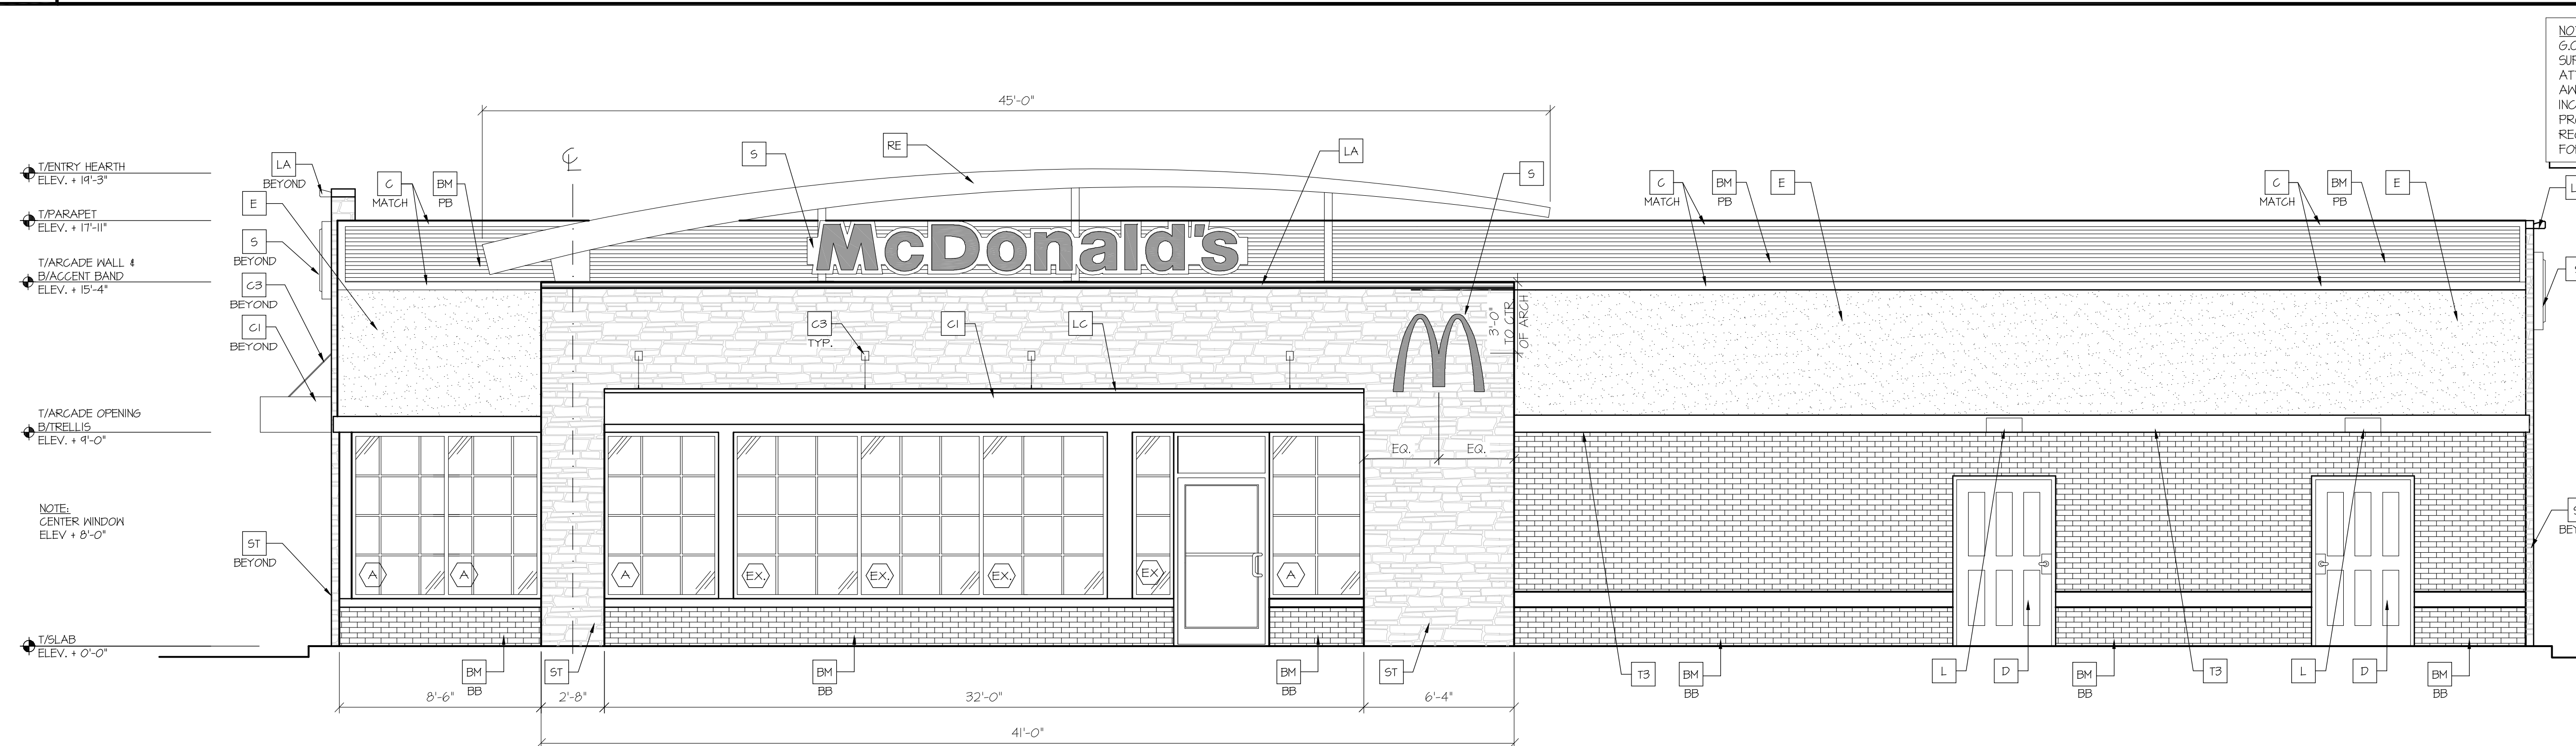 45'-0"
T/ENTRY HEARTH
ELEV. + 19'-3"
T/PARAPET
ELEV. + 17'-11"
T/ARCADE WALL &
B/ACCENT BAND
ELEV. + 15'-4"
T/ARCADE OPENING
B/TRELLIS
ELEV. + 9'-0"
NOTE:
CENTER WINDOW
ELEV + 8'-0"
T/SLAB
ELEV. + 0'-0"
LA
BEYOND
E
S
BEYOND
C3
BEYOND
C1
BEYOND
ST
BEYOND
C
MATCH
BM
PB
CL
S
RE
LA
S
C
MATCH
BM
PB
E
C
MATCH
BM
PB
E
McDonald's
C3
TYP.
C1
LC
3'-0"
TO CTR
OF ARCH
EQ.
EQ.
A
A
A
EX.
EX.
EX.
EX
A
BM
BB
ST
BM
BB
BM
BB
ST
T3
BM
BB
L
D
BM
BB
T3
L
D
BM
BB
8'-6"
2'-8"
32'-0"
6'-4"
41'-0"